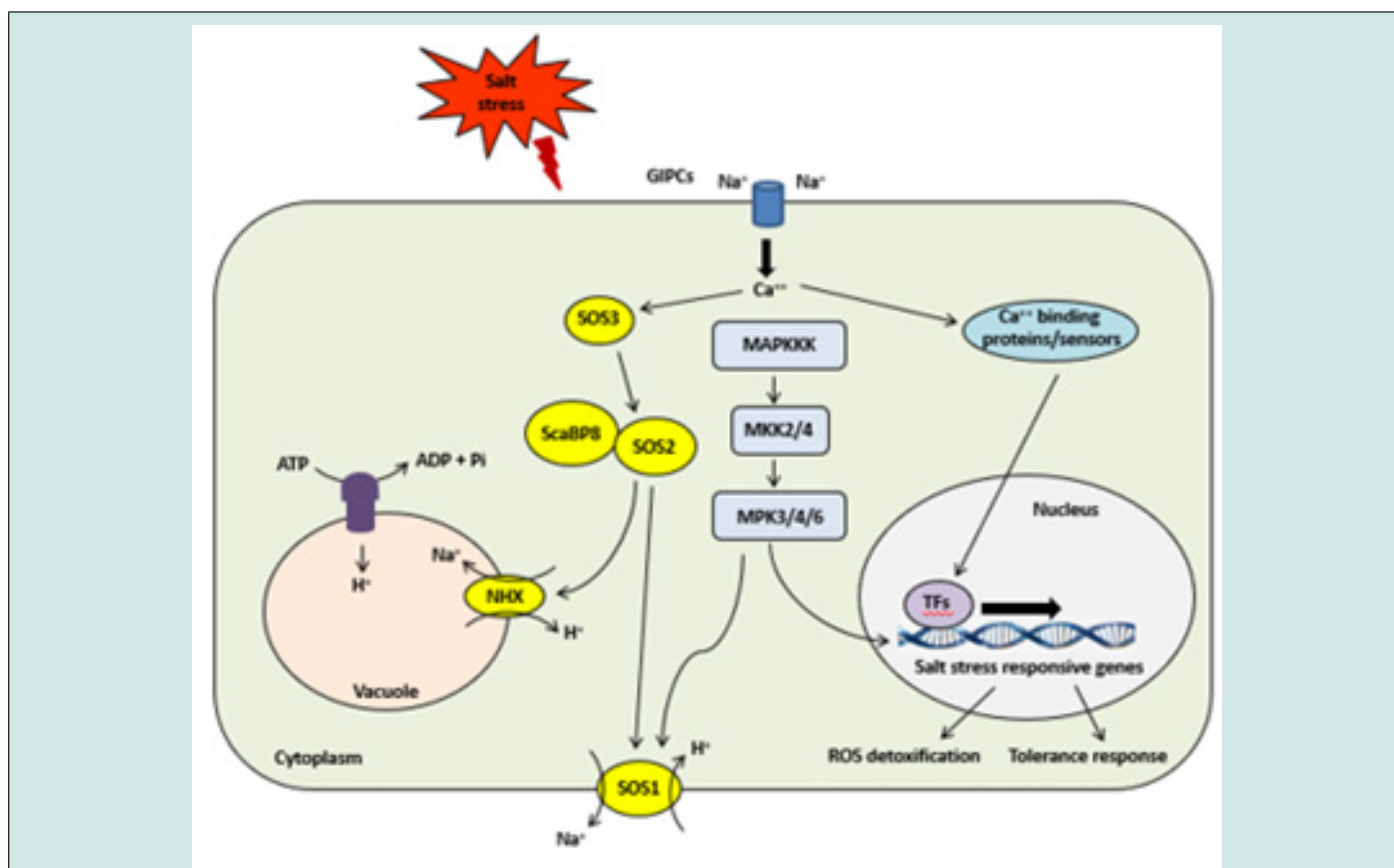 Salt
stress
GIPCs
Na⁺
Na⁺
Ca⁺⁺
SOS3
MAPKKK
Ca⁺⁺ binding
proteins/sensors
ScaBP8
SOS2
MKK2/4
ATP
ADP + Pi
MPK3/4/6
Nucleus
Na⁺
H⁺
NHX
H⁺
TFs
Salt stress responsive genes
Vacuole
Cytoplasm
H⁺
ROS detoxification
Tolerance response
SOS1
Na⁺